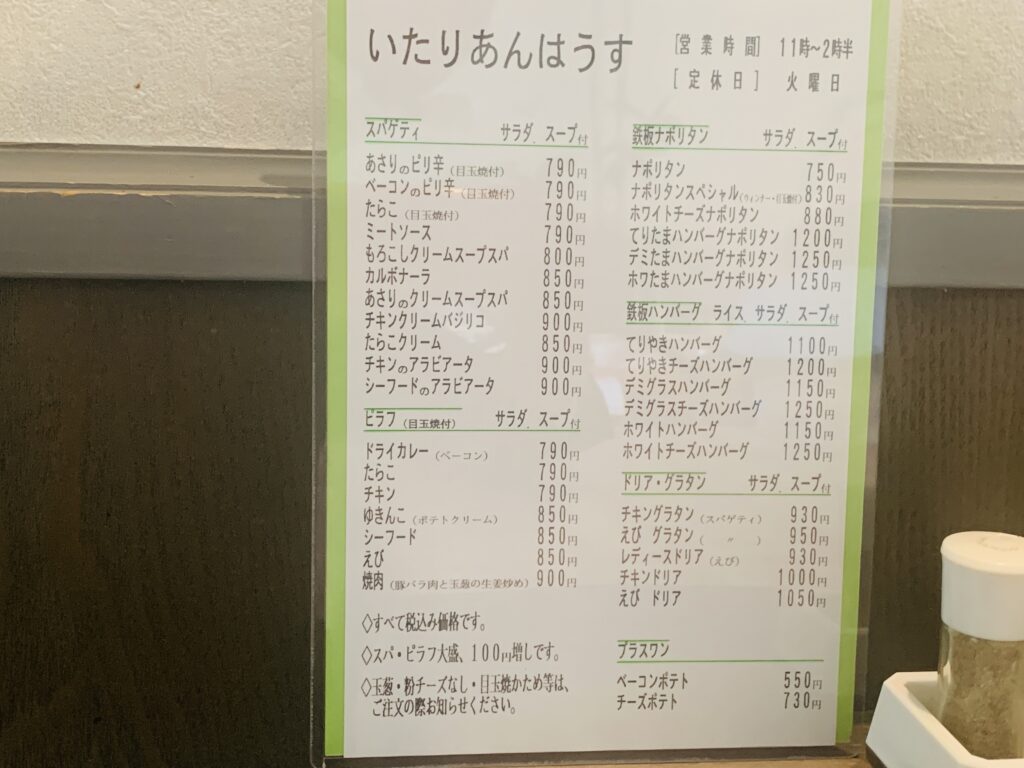 いたりあんはうす
[営業時間] 11時～2時半
[定休日] 火曜日
スパゲティ サラダ、スープ付
あさりのピリ辛(目玉焼付) 790円
ベーコンのピリ辛(目玉焼付) 790円
たらこ(目玉焼付) 790円
ミートソース 790円
もろこしクリームスープスパ 800円
カルボナーラ 850円
あさりのクリームスープスパ 850円
チキンクリームバジリコ 900円
たらこクリーム 850円
チキンのアラビアータ 900円
シーフードのアラビアータ 900円
ピラフ(目玉焼付) サラダ、スープ付
ドライカレー(ベーコン) 790円
たらこ 790円
チキン 790円
ゆきんこ(ポテトクリーム) 850円
シーフード 850円
えび 850円
焼肉(豚バラ肉と玉葱の生姜炒め) 900円
◇すべて税込み価格です。
◇スパ・ピラフ大盛、100円増しです。
◇玉葱・粉チーズなし・目玉焼かため等は、
ご注文の際お知らせください。
鉄板ナポリタン サラダ、スープ付
ナポリタン 750円
ナポリタンスペシャル(ウィンナー・目玉焼付) 830円
ホワイトチーズナポリタン 880円
てりたまハンバーグナポリタン 1200円
デミたまハンバーグナポリタン 1250円
ホワたまハンバーグナポリタン 1250円
鉄板ハンバーグ ライス、サラダ、スープ付
てりやきハンバーグ 1100円
てりやきチーズハンバーグ 1200円
デミグラスハンバーグ 1150円
デミグラスチーズハンバーグ 1250円
ホワイトハンバーグ 1150円
ホワイトチーズハンバーグ 1250円
ドリア・グラタン サラダ、スープ付
チキングラタン(スパゲティ) 930円
えび グラタン( 〃 ) 950円
レディースドリア(えび) 930円
チキンドリア 1000円
えび ドリア 1050円
プラスワン
ベーコンポテト 550円
チーズポテト 730円